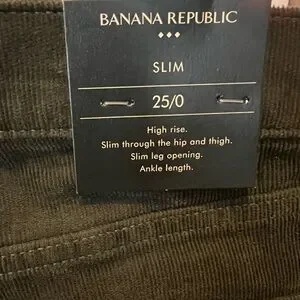 BANANA REPUBLIC
SLIM
25/0
High rise.
Slim through the hip and thigh.
Slim leg opening.
Ankle length.